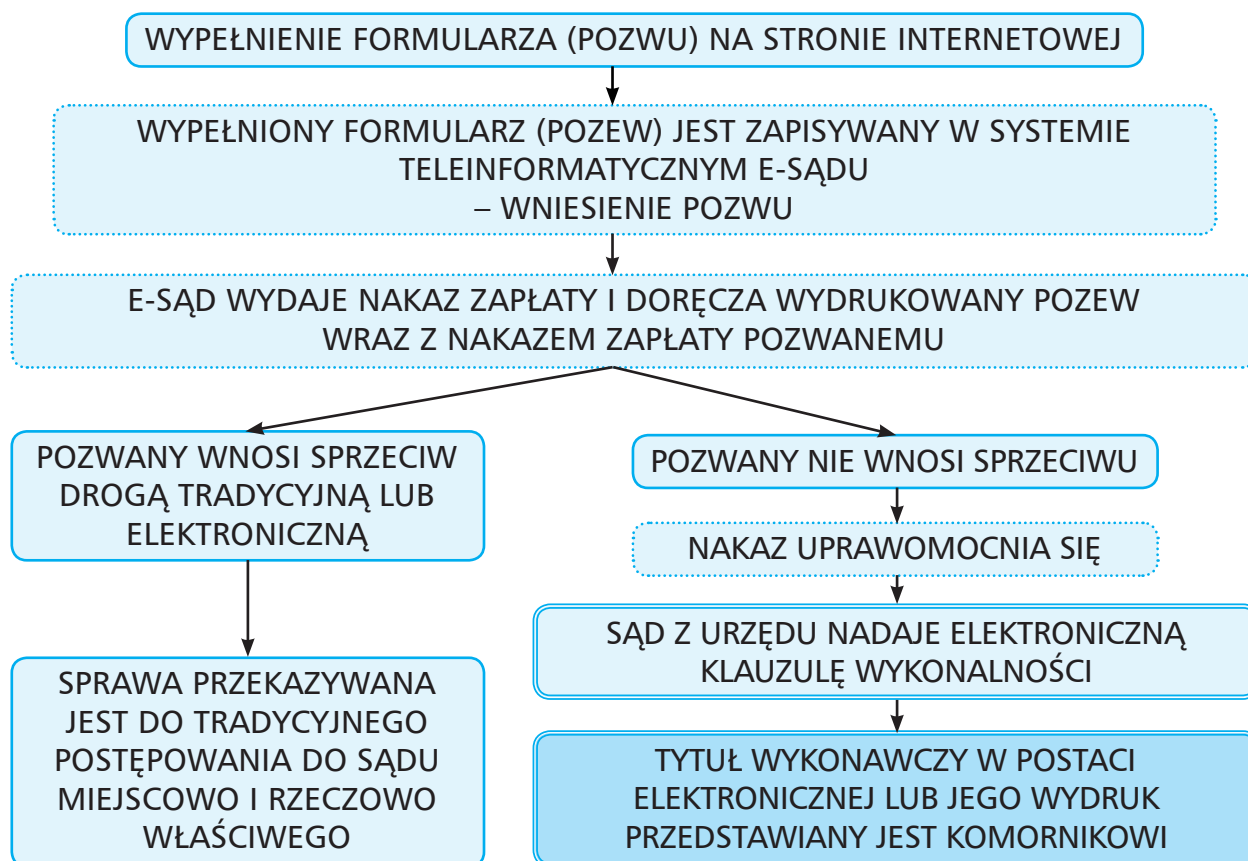 WYPEŁNIENIE FORMULARZA (POZWU) NA STRONIE INTERNETOWEJ
WYPEŁNIONY FORMULARZ (POZEW) JEST ZAPISYWANY W SYSTEMIE
TELEINFORMATYCZNYM E-SĄDU
– WNIESIENIE POZWU
E-SĄD WYDAJE NAKAZ ZAPŁATY I DORĘCZA WYDRUKOWANY POZEW
WRAZ Z NAKAZEM ZAPŁATY POZWANEMU
POZWANY WNOSI SPRZECIW
DROGĄ TRADYCYJNĄ LUB
ELEKTRONICZNĄ
SPRAWA PRZEKAZYWANA
JEST DO TRADYCYJNEGO
POSTĘPOWANIA DO SĄDU
MIEJSCOWO I RZECZOWO
WŁAŚCIWEGO
POZWANY NIE WNOSI SPRZECIWU
NAKAZ UPRAWOMOCNIA SIĘ
SĄD Z URZĘDU NADAJE ELEKTRONICZNĄ
KLAUZULĘ WYKONALNOŚCI
TYTUŁ WYKONAWCZY W POSTACI
ELEKTRONICZNEJ LUB JEGO WYDRUK
PRZEDSTAWIANY JEST KOMORNIKOWI